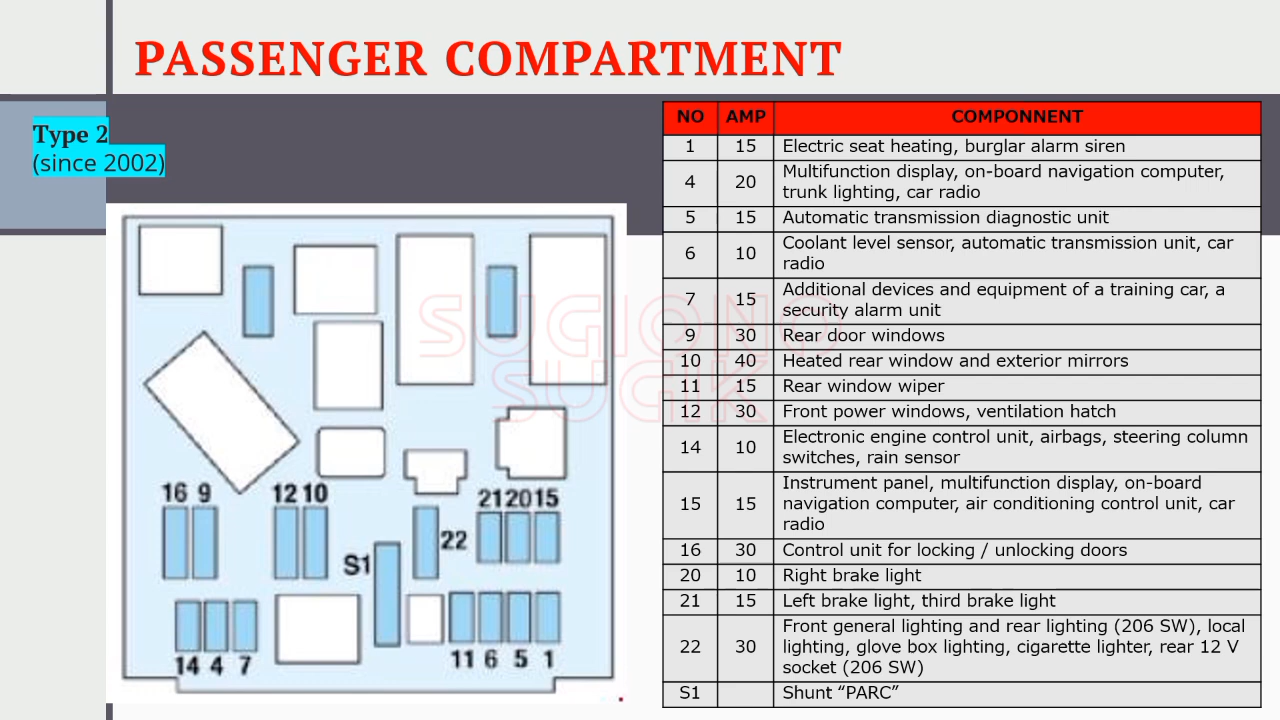 PASSENGER COMPARTMENT
Type 2
(since 2002)
NO AMP COMPONNENT
1 15 Electric seat heating, burglar alarm siren
4 20 Multifunction display, on-board navigation computer,
trunk lighting, car radio
5 15 Automatic transmission diagnostic unit
6 10 Coolant level sensor, automatic transmission unit, car
radio
7 15 Additional devices and equipment of a training car, a
security alarm unit
9 30 Rear door windows
10 40 Heated rear window and exterior mirrors
11 15 Rear window wiper
12 30 Front power windows, ventilation hatch
14 10 Electronic engine control unit, airbags, steering column
switches, rain sensor
15 15 Instrument panel, multifunction display, on-board
navigation computer, air conditioning control unit, car
radio
16 30 Control unit for locking / unlocking doors
20 10 Right brake light
21 15 Left brake light, third brake light
22 30 Front general lighting and rear lighting (206 SW), local
lighting, glove box lighting, cigarette lighter, rear 12 V
socket (206 SW)
S1 Shunt “PARC”
16 9 12 10 21 20 15
S1 22
14 4 7 11 6 5 1
SUGIONO
SUGIK